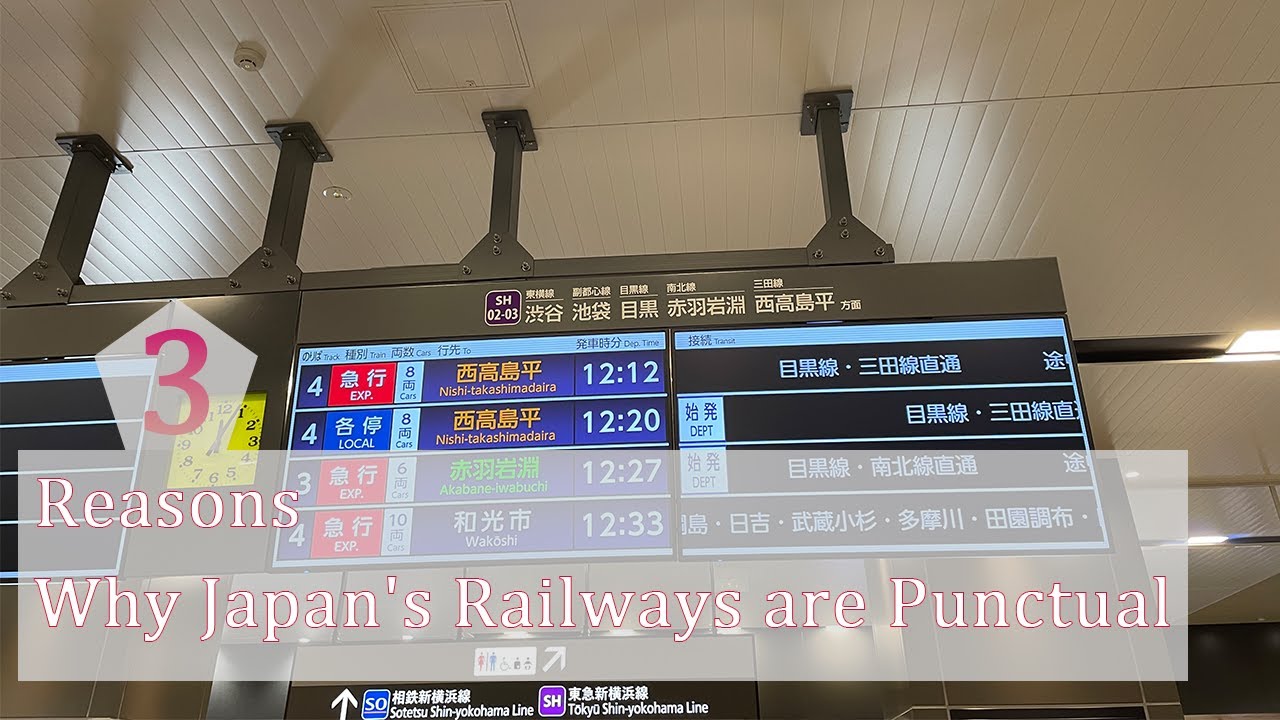 東横線 副都心線 目黒線 南北線 三田線
SH 02-03 渋谷 池袋 目黒 赤羽岩淵 西高島平 方面
のりば Track 種別 Train 両数 Cars 行先 To 発車時分 Dep. Time
接続 Transit
4 急行 EXP. 8両 Cars 西高島平 Nishi-takashimadaira 12:12
目黒線・三田線直通 途
4 各停 LOCAL 8両 Cars 西高島平 Nishi-takashimadaira 12:20
始発 DEPT 目黒線・三田線直
3 急行 EXP. 6両 Cars 赤羽岩淵 Akabane-iwabuchi 12:27
始発 DEPT 目黒線・南北線直通 途
4 急行 EXP. 10両 Cars 和光市 Wakōshi 12:33
島・日吉・武蔵小杉・多摩川・田園調布・
3
Reasons
Why Japan's Railways are Punctual
SO 相鉄新横浜線 Sotetsu Shin-yokohama Line SH 東急新横浜線 Tōkyū Shin-yokohama Line